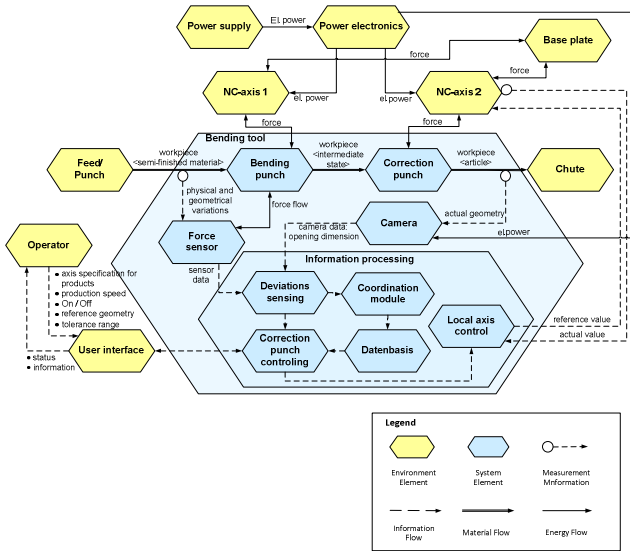 Power supply
El. power
Power electronics
Base plate
force
force
NC-axis 1
el. power
el.power
NC-axis 2
force
force
Bending tool
Feed/
Punch
workpiece
<semi-finished material>
Bending
punch
workpiece
<intermediate
state>
Correction
punch
workpiece
<article>
Chute
physical and
geometrical
variations
force flow
Camera
actual geometry
camera data:
opening dimension
el.power
Operator
Force
sensor
sensor
data
Information processing
• axis specification for
products
• production speed
• On / Off
• reference geometry
• tolerance range
Deviations
sensing
Coordination
module
Local axis
control
reference value
actual value
User interface
Correction
punch
controling
Datenbasis
• status
• information
Legend
Environment
Element
System
Element
Measurement
Mnformation
Information
Flow
Material Flow
Energy Flow